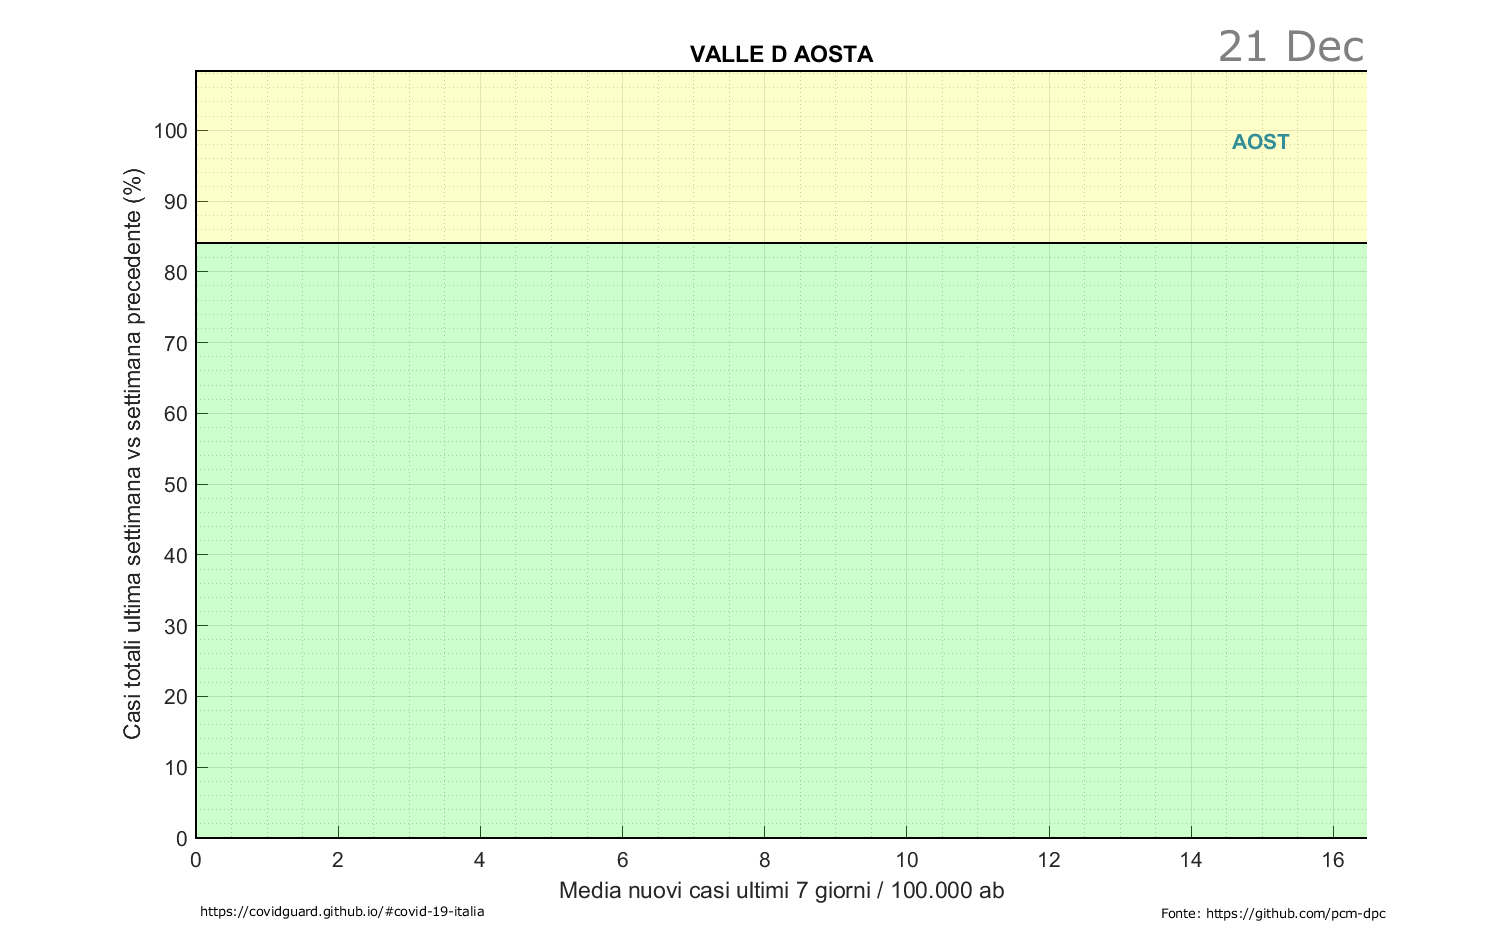 21 Dec
VALLE D AOSTA
AOST
Casi totali ultima settimana vs settimana precedente (%)
100
90
80
70
60
50
40
30
20
10
0
0 2 4 6 8 10 12 14 16
Media nuovi casi ultimi 7 giorni / 100.000 ab
https://covidguard.github.io/#covid-19-italia
Fonte: https://github.com/pcm-dpc